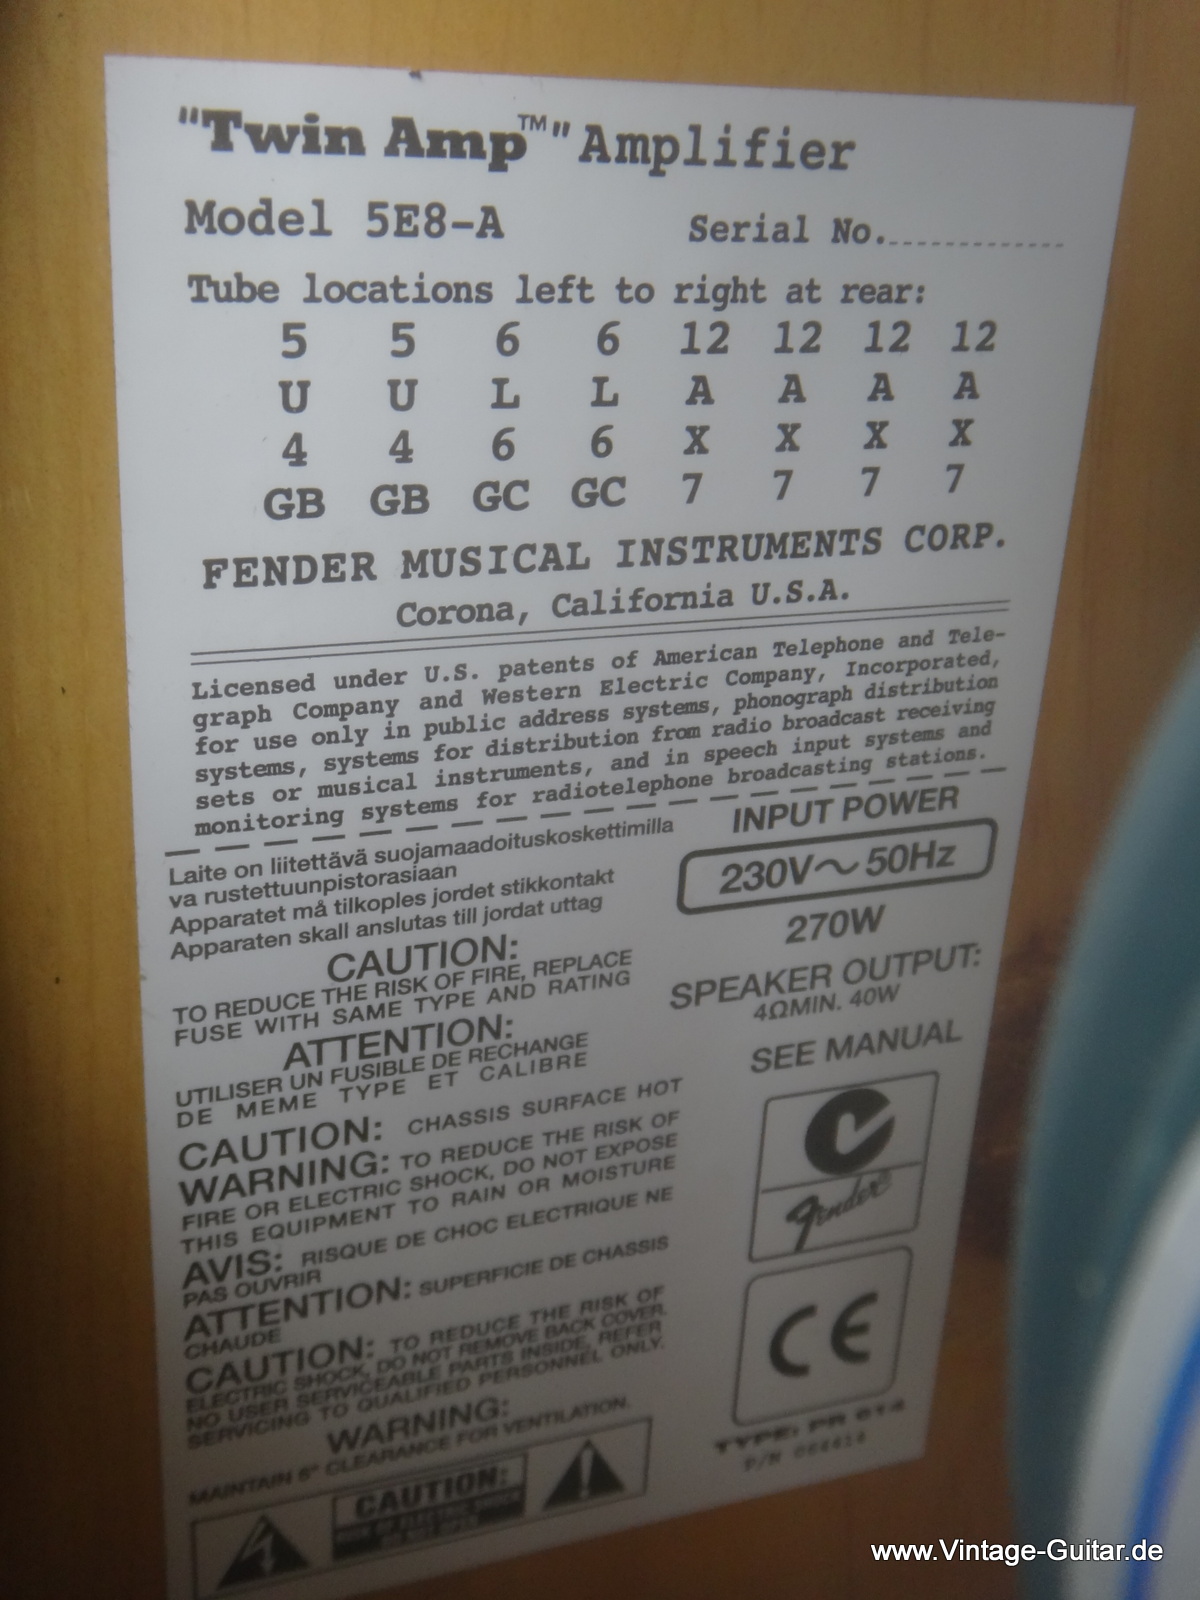 "Twin Amp™" Amplifier
Model 5E8-A Serial No.
Tube locations left to right at rear:
5 5 6 6 12 12 12 12
U U L L A A A A
4 4 6 6 X X X X
GB GB GC GC 7 7 7 7
FENDER MUSICAL INSTRUMENTS CORP.
Corona, California U.S.A.
Licensed under U.S. patents of American Telephone and Tele-
graph Company and Western Electric Company, Incorporated,
for use only in public address systems, phonograph distribution
systems, systems for distribution from radio broadcast receiving
sets or musical instruments, and in speech input systems and
monitoring systems for radiotelephone broadcasting stations.
Laite on liitettävä suojamaadoituskoskettimilla
va rustettuunpistorasiaan
Apparatet må tilkoples jordet stikkontakt
Apparaten skall anslutas till jordat uttag
CAUTION:
TO REDUCE THE RISK OF FIRE, REPLACE
FUSE WITH SAME TYPE AND RATING
ATTENTION:
UTILISER UN FUSIBLE DE RECHANGE
DE MEME TYPE ET CALIBRE
CAUTION: CHASSIS SURFACE HOT
WARNING: TO REDUCE THE RISK OF
FIRE OR ELECTRIC SHOCK, DO NOT EXPOSE
THIS EQUIPMENT TO RAIN OR MOISTURE
AVIS: RISQUE DE CHOC ELECTRIQUE NE
PAS OUVRIR
ATTENTION: SUPERFICIE DE CHASSIS
CHAUDE
CAUTION: TO REDUCE THE RISK OF
ELECTRIC SHOCK, DO NOT REMOVE BACK COVER.
NO USER SERVICEABLE PARTS INSIDE, REFER
SERVICING TO QUALIFIED PERSONNEL ONLY.
WARNING:
MAINTAIN 6" CLEARANCE FOR VENTILATION.
CAUTION:
INPUT POWER
230V~50Hz
270W
SPEAKER OUTPUT:
4ΩMIN. 40W
SEE MANUAL
Fender®
CE
TYPE: PR
P/N
www.Vintage-Guitar.de